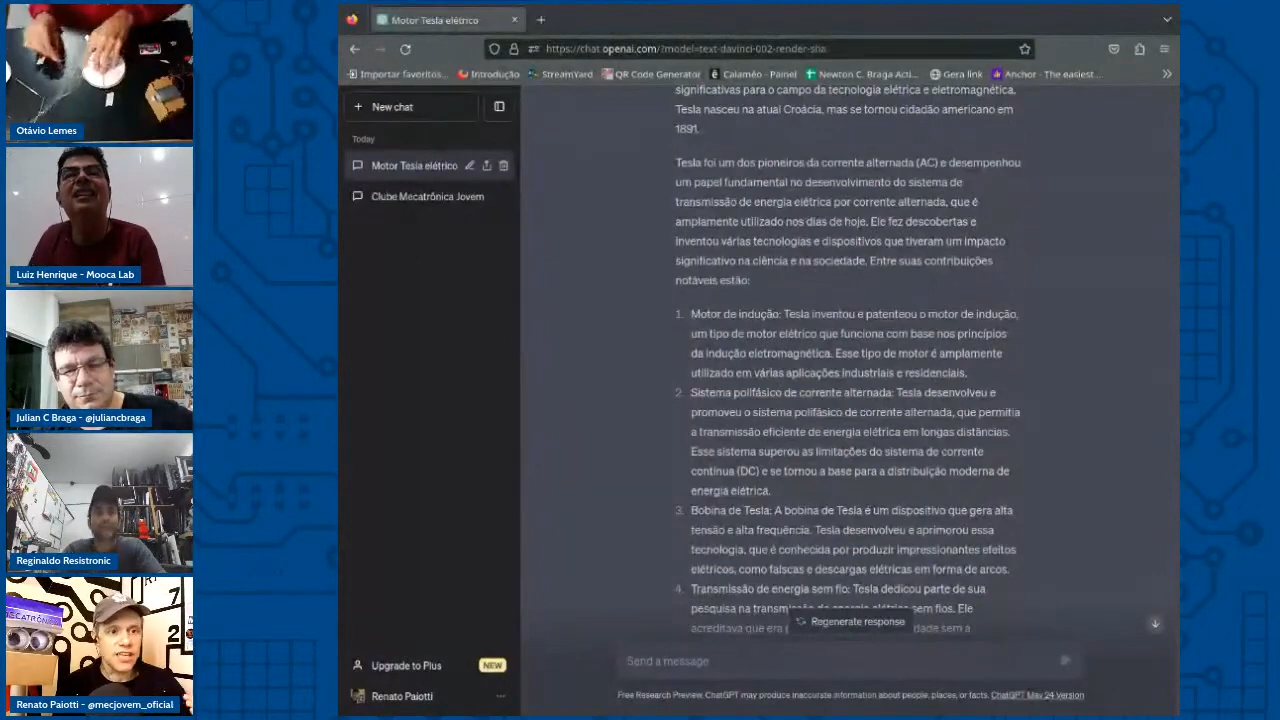 Otávio Lemes
Luiz Henrique - Mooca Lab
Julian C Braga - @juliancbraga
Reginaldo Resistronic
MECATRÔN
Renato Paiotti - @mecjovem_oficial
Motor Tesla elétrico
https://chat.openai.com/?model=text-davinci-002-render-sha
Importar favoritos... Introdução StreamYard QR Code Generator Calaméo - Painel Newton C. Braga Acti... Gera link Anchor - The easiest...
New chat
Today
Motor Tesla elétrico
Clube Mecatrônica Jovem
Upgrade to Plus NEW
Renato Paiotti
significativas para o campo da tecnologia elétrica e eletromagnética,
Tesla nasceu na atual Croácia, mas se tornou cidadão americano em
1891.
Tesla foi um dos pioneiros da corrente alternada (AC) e desempenhou
um papel fundamental no desenvolvimento do sistema de
transmissão de energia elétrica por corrente alternada, que é
amplamente utilizado nos dias de hoje. Ele fez descobertas e
inventou várias tecnologias e dispositivos que tiveram um impacto
significativo na ciência e na sociedade. Entre suas contribuições
notáveis estão:
1. Motor de indução: Tesla inventou e patenteou o motor de indução,
um tipo de motor elétrico que funciona com base nos princípios
da indução eletromagnética. Esse tipo de motor é amplamente
utilizado em várias aplicações industriais e residenciais.
2. Sistema polifásico de corrente alternada: Tesla desenvolveu e
promoveu o sistema polifásico de corrente alternada, que permitia
a transmissão eficiente de energia elétrica em longas distâncias.
Esse sistema superou as limitações do sistema de corrente
contínua (DC) e se tornou a base para a distribuição moderna de
energia elétrica.
3. Bobina de Tesla: A bobina de Tesla é um dispositivo que gera alta
tensão e alta frequência. Tesla desenvolveu e aprimorou essa
tecnologia, que é conhecida por produzir impressionantes efeitos
elétricos, como faíscas e descargas elétricas em forma de arcos.
4. Transmissão de energia sem fio: Tesla dedicou parte de sua
pesquisa na transmissão de energia elétrica sem fios. Ele
acreditava que era dade sem a
Regenerate response
Send a message
Free Research Preview. ChatGPT may produce inaccurate information about people, places, or facts. ChatGPT May 24 Version